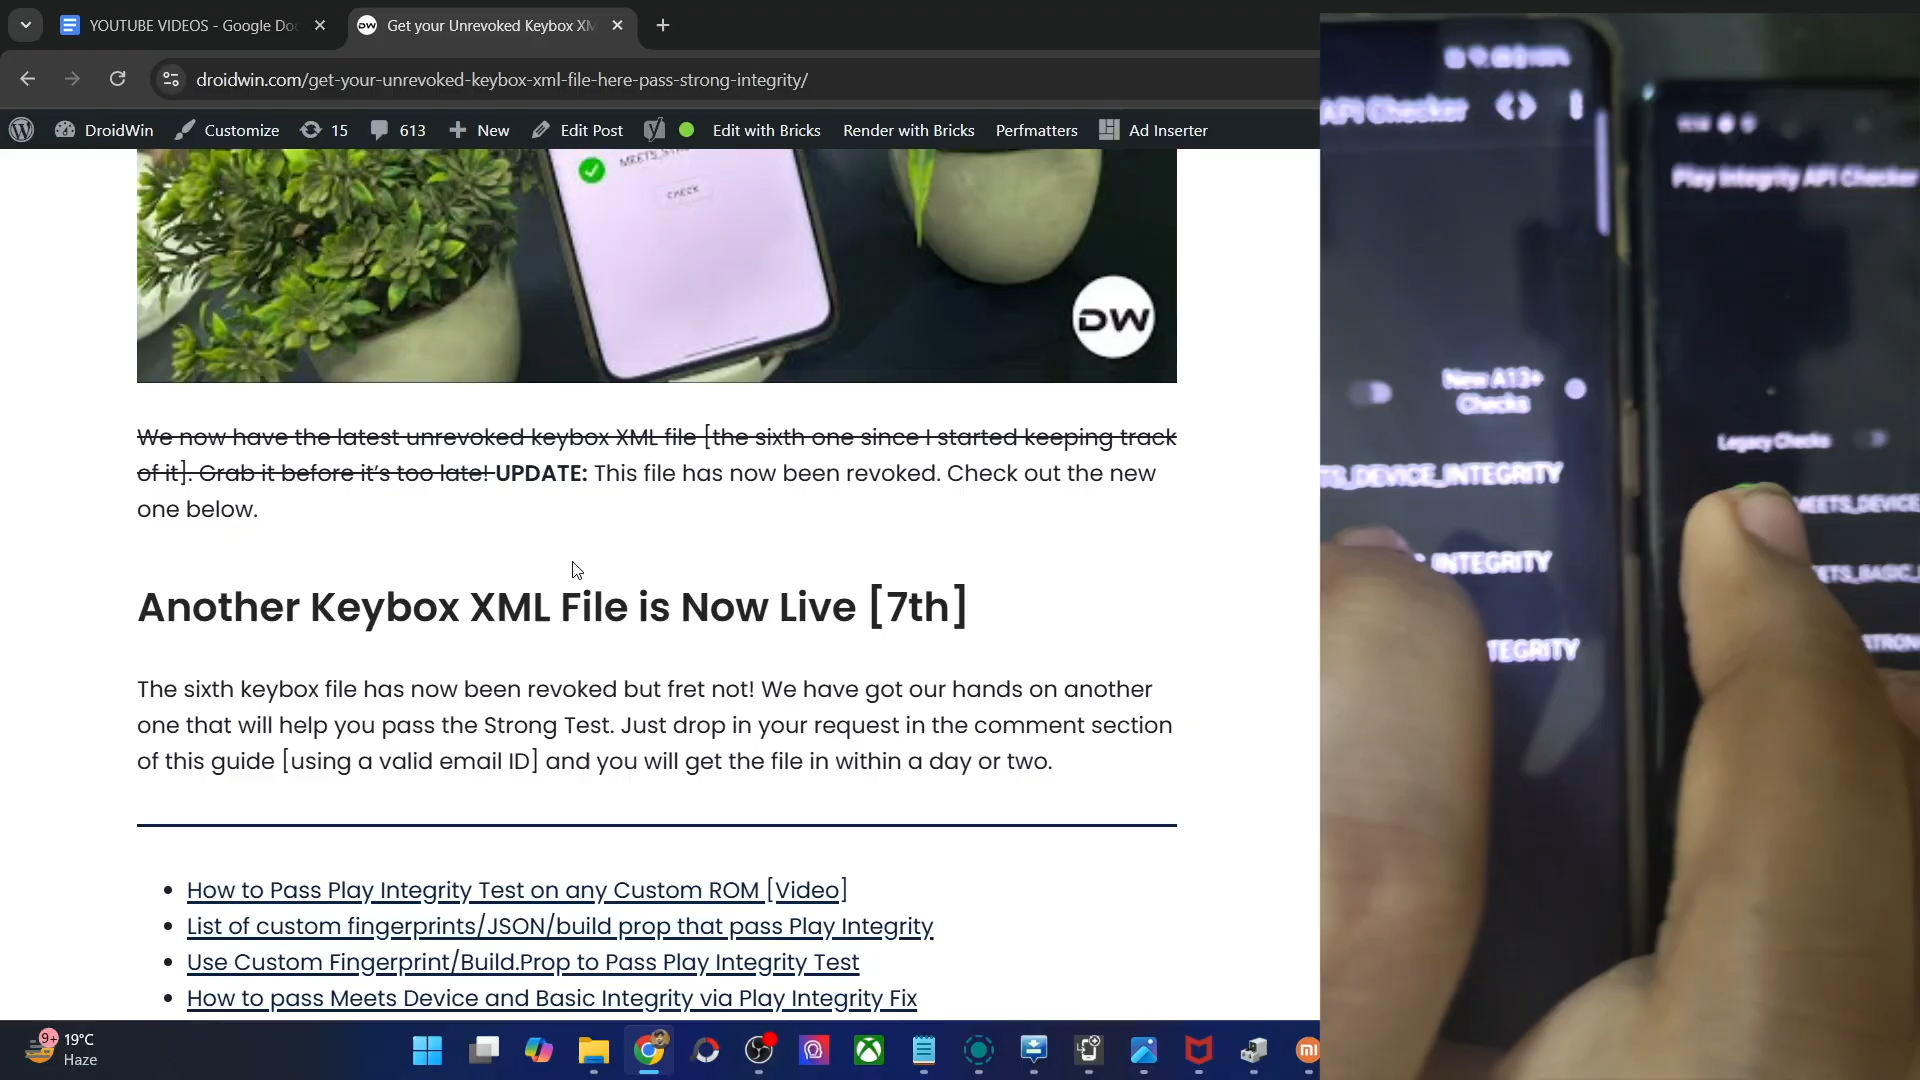 YOUTUBE VIDEOS - Google Do
Get your Unrevoked Keybox XM
droidwin.com/get-your-unrevoked-keybox-xml-file-here-pass-strong-integrity/
DroidWin
Customize
15
613
New
Edit Post
Edit with Bricks
Render with Bricks
Perfmatters
Ad Inserter
CHECK
DW
We now have the latest unrevoked keybox XML file [the sixth one since I started keeping track
of it]. Grab it before it's too late! UPDATE: This file has now been revoked. Check out the new
one below.
Another Keybox XML File is Now Live [7th]
The sixth keybox file has now been revoked but fret not! We have got our hands on another
one that will help you pass the Strong Test. Just drop in your request in the comment section
of this guide [using a valid email ID] and you will get the file in within a day or two.
How to Pass Play Integrity Test on any Custom ROM [Video]
List of custom fingerprints/JSON/build prop that pass Play Integrity
Use Custom Fingerprint/Build.Prop to Pass Play Integrity Test
How to pass Meets Device and Basic Integrity via Play Integrity Fix
9+
19°C
Haze
API Checker
New A13+
Checks
TS_DEVICE_INTEGRITY
INTEGRITY
TEGRITY
Play Integrity API Checker
Legacy Checks
MEETS_DEVICE
ETS_BASIC
STRON